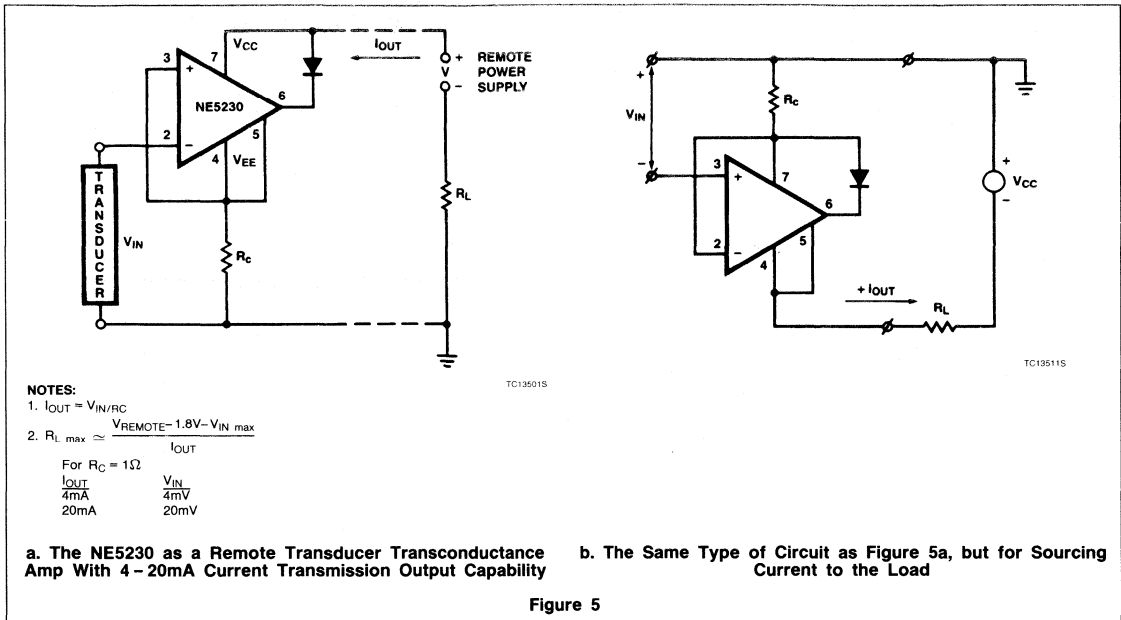 VCC
IOUT
+ REMOTE
V POWER
− SUPPLY
3
7
+
NE5230
6
2
−
5
4
VEE
TRANSDUCER
VIN
RC
RL
TC13501S
NOTES:
1. IOUT = VIN/RC
2. RL max ≃ VREMOTE−1.8V−VIN max
IOUT
For RC = 1Ω
IOUT VIN
4mA 4mV
20mA 20mV
a. The NE5230 as a Remote Transducer Transconductance
Amp With 4 – 20mA Current Transmission Output Capability
+
VIN
−
Rc
3
+
7
6
2
−
5
4
+
VCC
−
+ IOUT
RL
TC13511S
b. The Same Type of Circuit as Figure 5a, but for Sourcing
Current to the Load
Figure 5